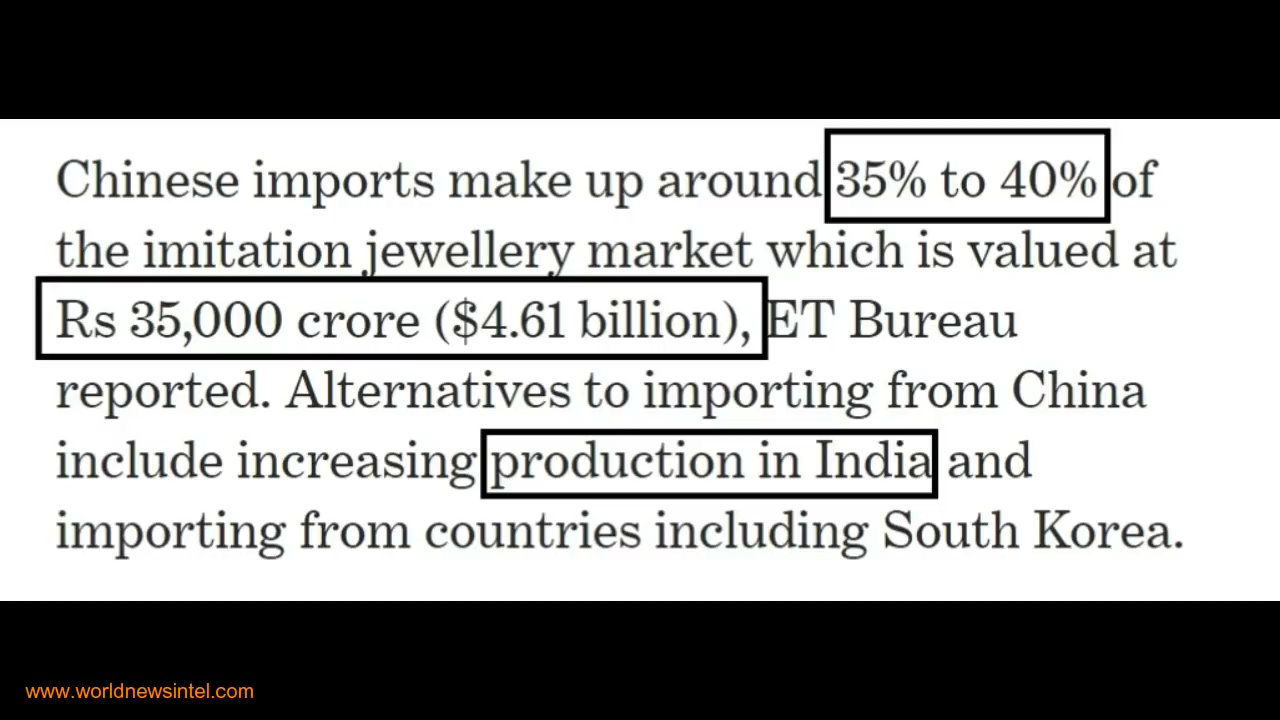 Chinese imports make up around 35% to 40% of
the imitation jewellery market which is valued at
Rs 35,000 crore ($4.61 billion), ET Bureau
reported. Alternatives to importing from China
include increasing production in India and
importing from countries including South Korea.
www.worldnewsintel.com